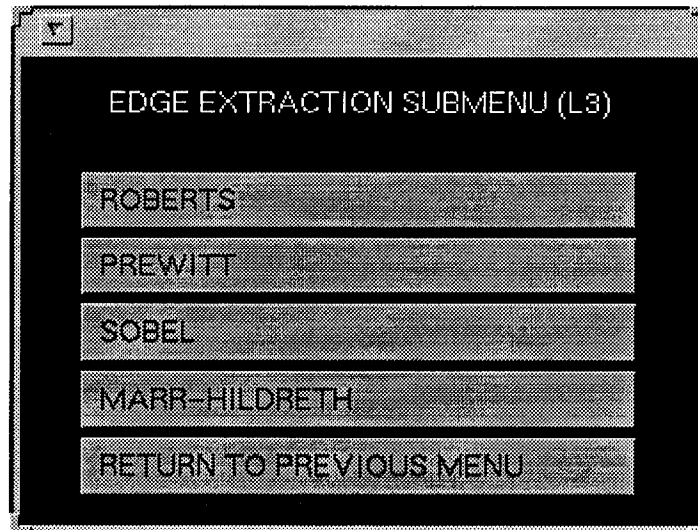 EDGE EXTRACTION SUBMENU (L3)
ROBERTS
PREWITT
SOBEL
MARR-HILDRETH
RETURN TO PREVIOUS MENU